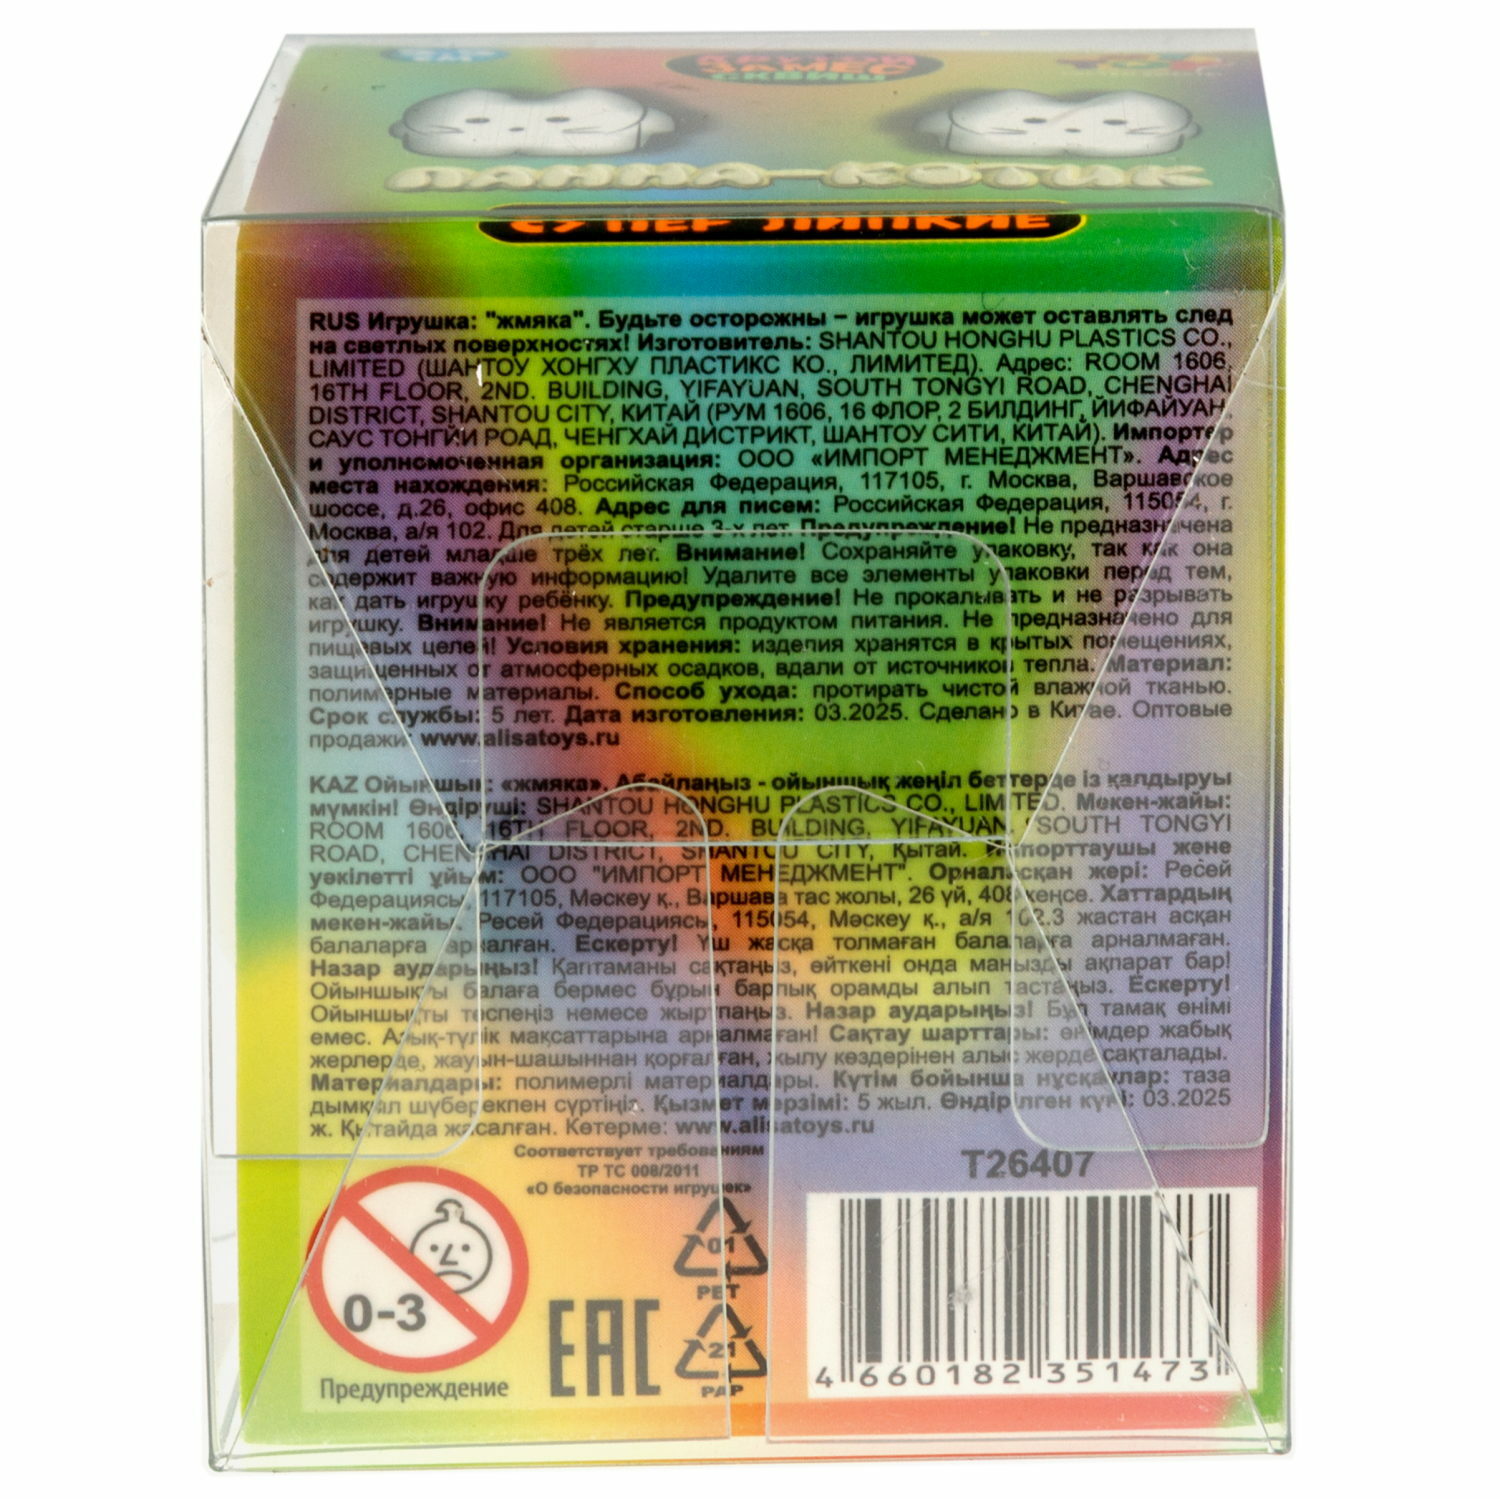 ЗАМЕС
СКВИШ
ЛАППА-КОТИК
СУПЕР ЛИПКИЕ
RUS Игрушка: "жмяка". Будьте осторожны – игрушка может оставлять след
на светлых поверхностях! Изготовитель: SHANTOU HONGHU PLASTICS CO.,
LIMITED (ШАНТОУ ХОНГХУ ПЛАСТИКС КО., ЛИМИТЕД). Адрес: ROOM 1606,
16TH FLOOR, 2ND. BUILDING, YIFAYUAN, SOUTH TONGYI ROAD, CHENGHAI
DISTRICT, SHANTOU CITY, КИТАЙ (РУМ 1606, 16 ФЛОР, 2 БИЛДИНГ, ЙИФАЙУАН,
САУС ТОНГЙИ РОАД, ЧЕНГХАЙ ДИСТРИКТ, ШАНТОУ СИТИ, КИТАЙ). Импортер
и уполномоченная организация: ООО «ИМПОРТ МЕНЕДЖМЕНТ». Адрес
места нахождения: Российская Федерация, 117105, г. Москва, Варшавское
шоссе, д.26, офис 408. Адрес для писем: Российская Федерация, 115054, г.
Москва, а/я 102. Для детей старше 3-х лет. Предупреждение! Не предназначена
для детей младше трёх лет. Внимание! Сохраняйте упаковку, так как она
содержит важную информацию! Удалите все элементы упаковки перед тем,
как дать игрушку ребёнку. Предупреждение! Не прокалывать и не разрывать
игрушку. Внимание! Не является продуктом питания. Не предназначено для
пищевых целей! Условия хранения: изделия хранятся в крытых помещениях,
защищенных от атмосферных осадков, вдали от источников тепла. Материал:
полимерные материалы. Способ ухода: протирать чистой влажной тканью.
Срок службы: 5 лет. Дата изготовления: 03.2025. Сделано в Китае. Оптовые
продажи: www.alisatoys.ru
KAZ Ойыншық: «жмяка». Абайлаңыз - ойыншық жеңіл беттерде із қалдыруы
мүмкін! Өндіруші: SHANTOU HONGHU PLASTICS CO., LIMITED. Мекен-жайы:
ROOM 1606, 16TH FLOOR, 2ND. BUILDING, YIFAYUAN, SOUTH TONGYI
ROAD, CHENGHAI DISTRICT, SHANTOU CITY, Қытай. Импорттаушы және
уәкілетті ұйым: ООО "ИМПОРТ МЕНЕДЖМЕНТ". Орналасқан жері: Ресей
Федерациясы, 117105, Мәскеу қ., Варшава тас жолы, 26 үй, 408 кеңсе. Хаттардың
мекен-жайы: Ресей Федерациясы, 115054, Мәскеу қ., а/я 102.3 жастан асқан
балаларға арналған. Ескерту! Үш жасқа толмаған балаларға арналмаған.
Назар аударыңыз! Қаптаманы сақтаңыз, өйткені онда маңызды ақпарат бар!
Ойыншықты балаға бермес бұрын барлық орамды алып тастаңыз. Ескерту!
Ойыншықты теспеңіз немесе жыртпаңыз. Назар аударыңыз! Бұл тамақ өнімі
емес. Азық-түлік мақсаттарына арналмаған! Сақтау шарттары: өнімдер жабық
жерлерде, жауын-шашыннан қорғалған, жылу көздерінен алыс жерде сақталады.
Материалдары: полимерлі материалдары. Күтім бойынша нұсқаулар: таза
дымқыл шүберекпен сүртіңіз. Қызмет мерзімі: 5 жыл. Өндірілген күні: 03.2025
ж. Қытайда жасалған. Көтерме: www.alisatoys.ru
Соответствует требованиям
ТР ТС 008/2011
«О безопасности игрушек»
T26407
0-3
Предупреждение
EAC
01
PET
21
PAP
4 660182 351473